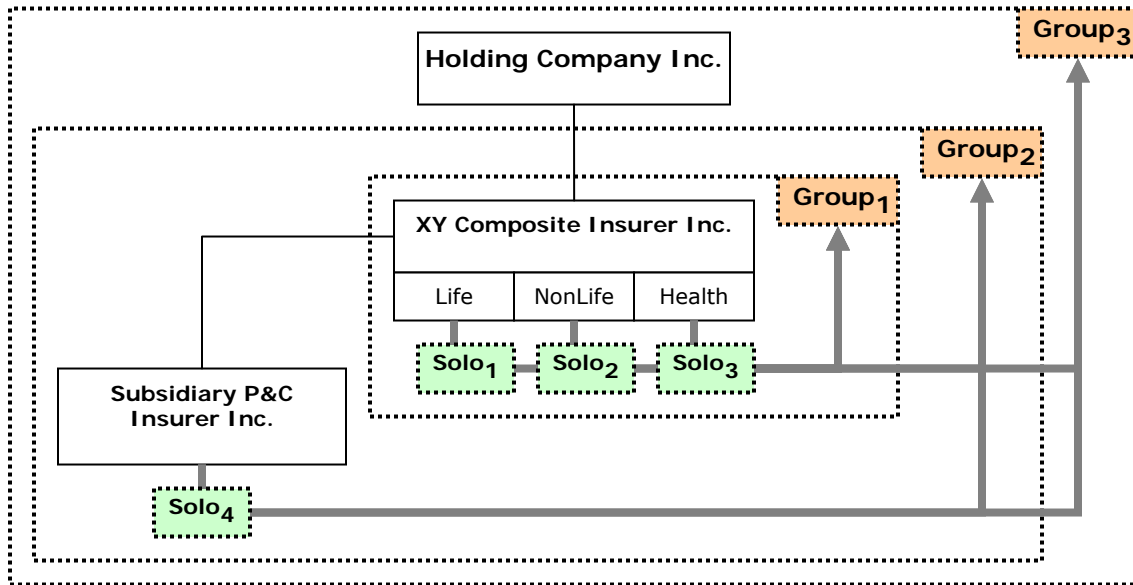 Group3
Holding Company Inc.
Group2
Group1
XY Composite Insurer Inc.
Life NonLife Health
Solo1 Solo2 Solo3
Subsidiary P&C
Insurer Inc.
Solo4